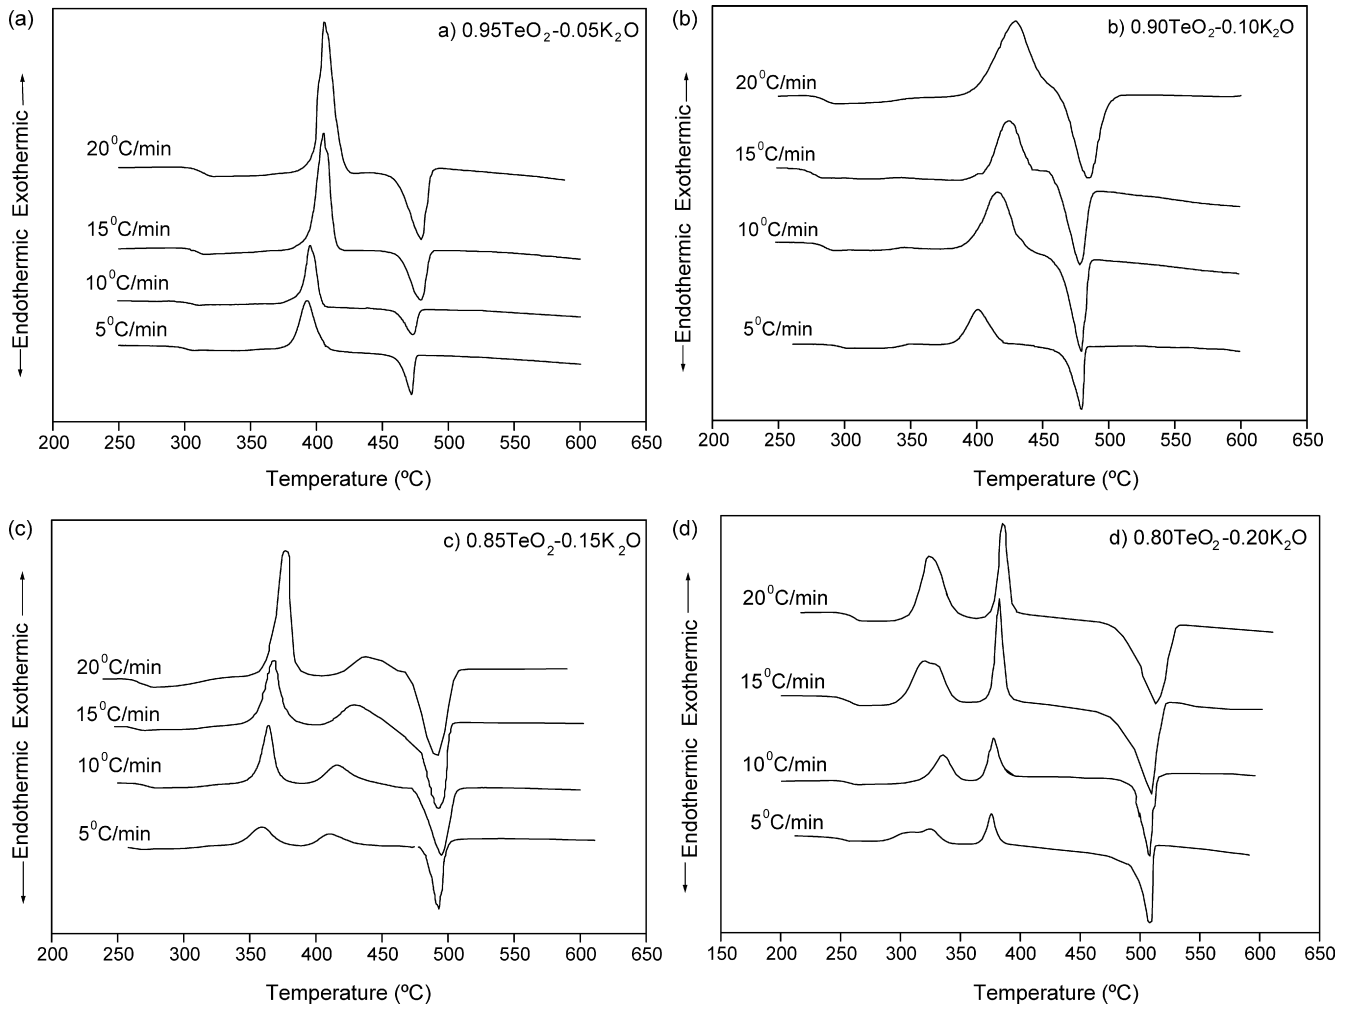 (a)
a) 0.95TeO2-0.05K2O
20⁰C/min
15⁰C/min
10⁰C/min
5⁰C/min
Endothermic Exothermic
200 250 300 350 400 450 500 550 600 650
Temperature (ºC)
(b)
b) 0.90TeO2-0.10K2O
20⁰C/min
15⁰C/min
10⁰C/min
5⁰C/min
Endothermic Exothermic
200 250 300 350 400 450 500 550 600 650
Temperature (ºC)
(c)
c) 0.85TeO2-0.15K2O
20⁰C/min
15⁰C/min
10⁰C/min
5⁰C/min
Endothermic Exothermic
200 250 300 350 400 450 500 550 600 650
Temperature (ºC)
(d)
d) 0.80TeO2-0.20K2O
20⁰C/min
15⁰C/min
10⁰C/min
5⁰C/min
Endothermic Exothermic
150 200 250 300 350 400 450 500 550 600 650
Temperature (ºC)